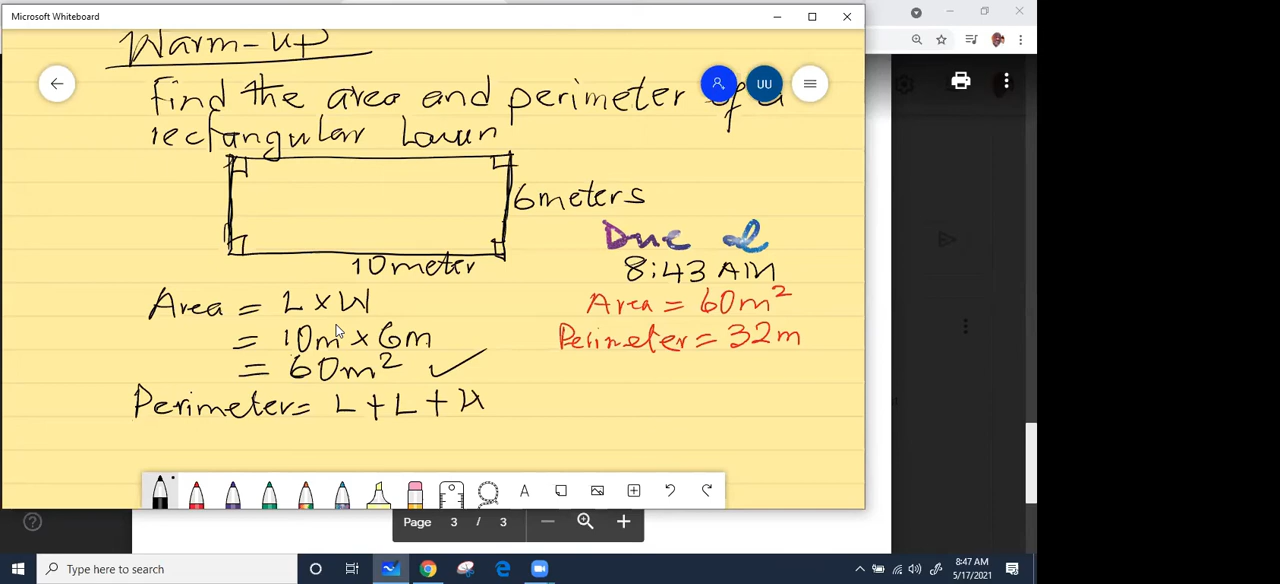 Microsoft Whiteboard
Warm-up
Find the area and perimeter of a
rectangular Lawn
UU
6meters
10meter
Due @
8:43 AM
Area = 60m²
Perimeter = 32m
Area = L x W
= 10m x 6m
= 60m² ✓
Perimeter = L + L + W
A
Page 3 / 3
Type here to search
8:47 AM
5/17/2021